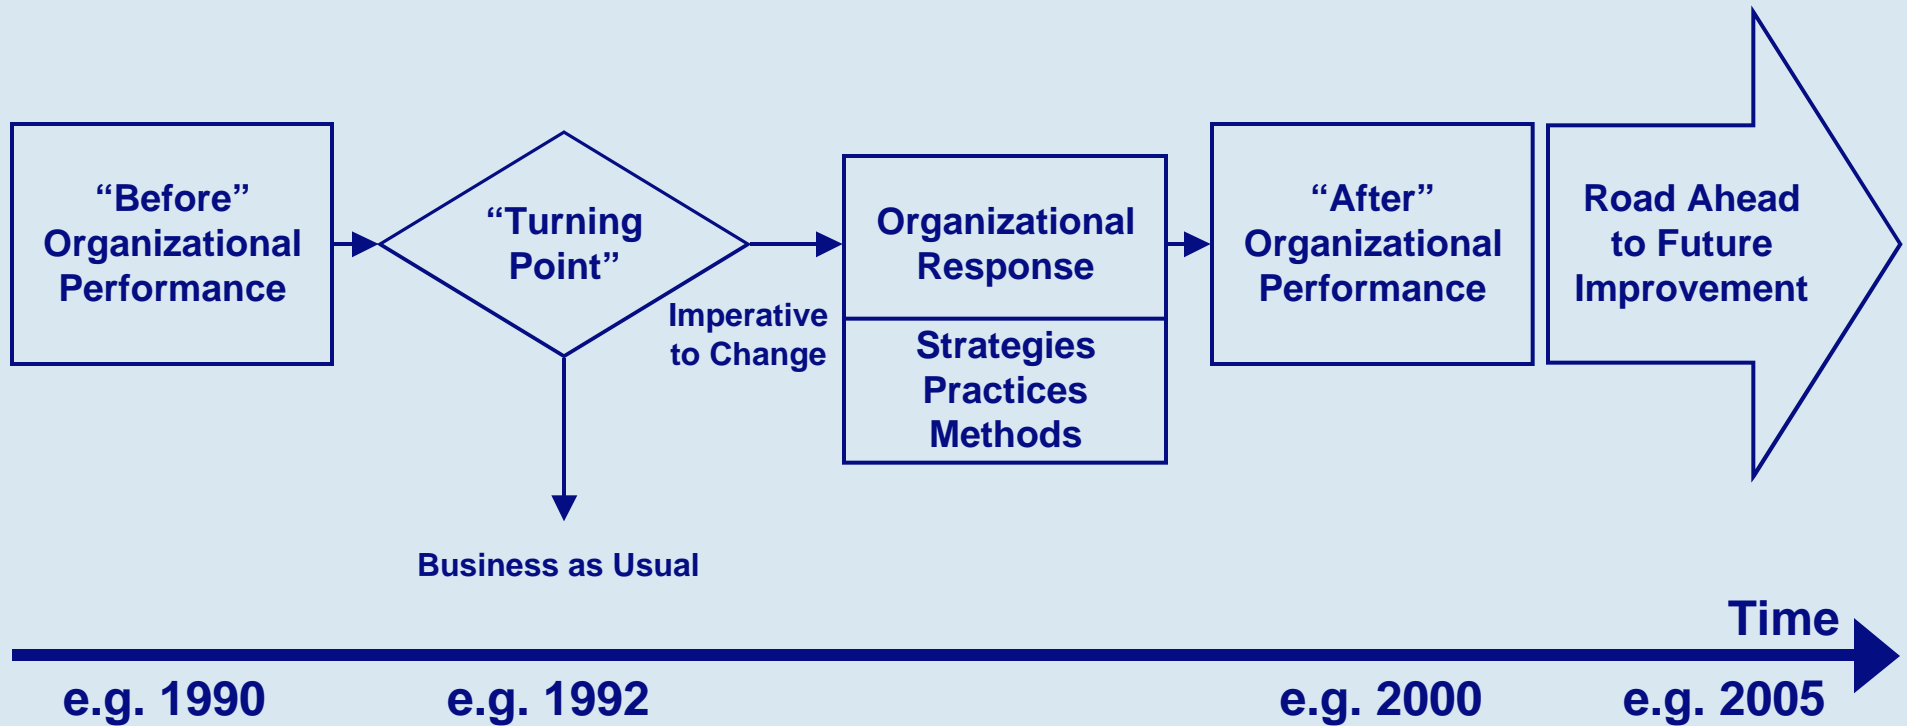 “Before”
Organizational
Performance
“Turning
Point”
Imperative
to Change
Business as Usual
Organizational
Response
Strategies
Practices
Methods
“After”
Organizational
Performance
Road Ahead
to Future
Improvement
Time
e.g. 1990
e.g. 1992
e.g. 2000
e.g. 2005